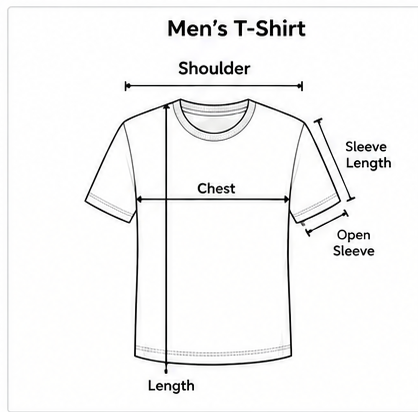 Men's T-Shirt
Shoulder
Sleeve
Length
Chest
Open
Sleeve
Length